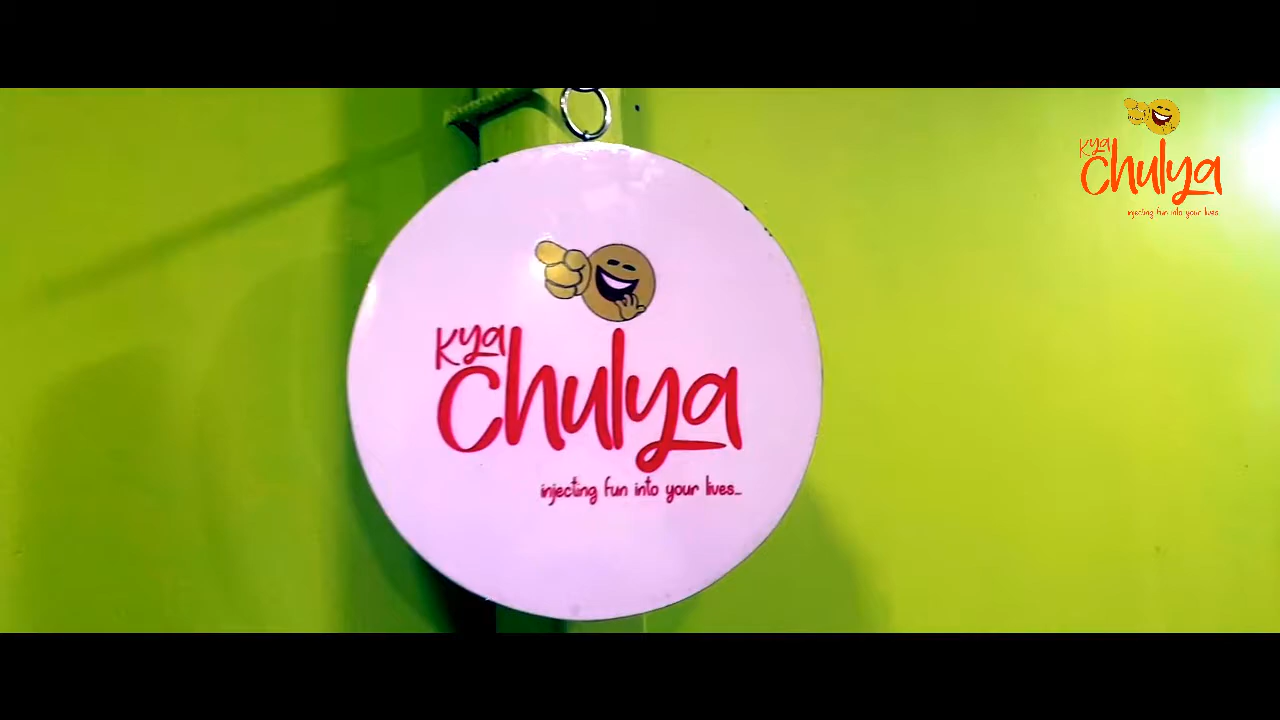 Kya
Chulya
injecting fun into your lives...
Kya
Chulya
injecting fun into your lives